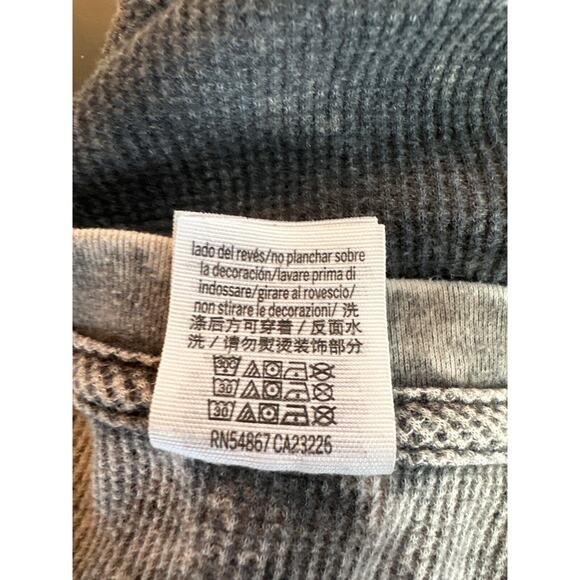 lado del revés/no planchar sobre
la decoración/lavare prima di
indossare/girare al rovescio/
non stirare le decorazioni/ 洗
涤后方可穿着 / 反面水
洗 / 请勿熨烫装饰部分
30
30
RN54867 CA23226